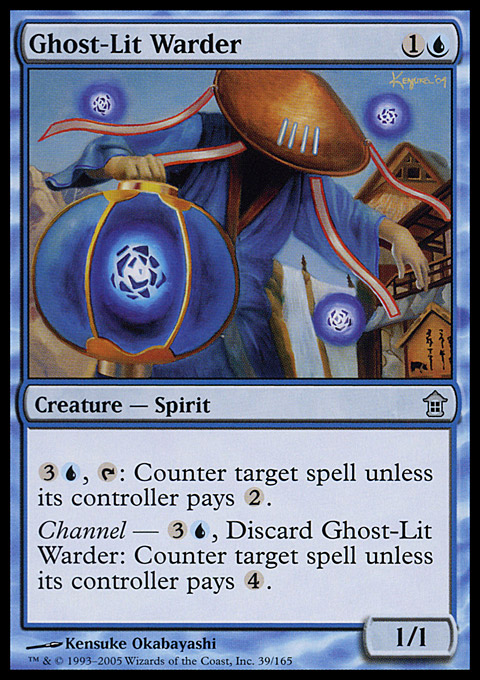 Ghost-Lit Warder 1
Kensuke '04
Creature — Spirit
3, : Counter target spell unless
its controller pays 2.
Channel — 3, Discard Ghost-Lit
Warder: Counter target spell unless
its controller pays 4.
1/1
Kensuke Okabayashi
™ & © 1993–2005 Wizards of the Coast, Inc. 39/165